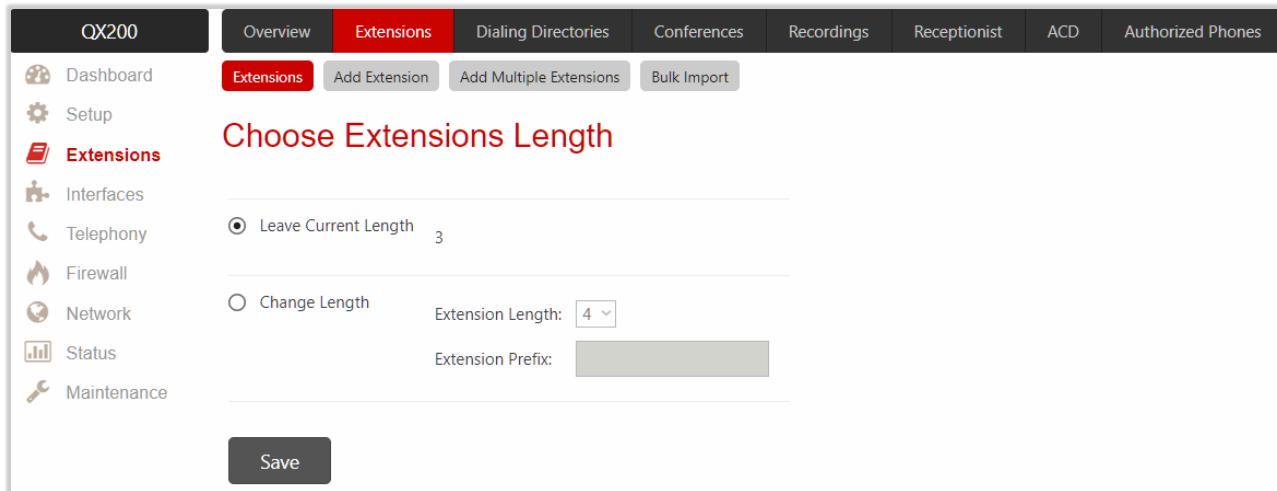 QX200 Overview Extensions Dialing Directories Conferences Recordings Receptionist ACD Authorized Phones
Dashboard
Setup
Extensions
Interfaces
Telephony
Firewall
Network
Status
Maintenance
Extensions Add Extension Add Multiple Extensions Bulk Import
Choose Extensions Length
Leave Current Length 3
Change Length
Extension Length: 4
Extension Prefix:
Save